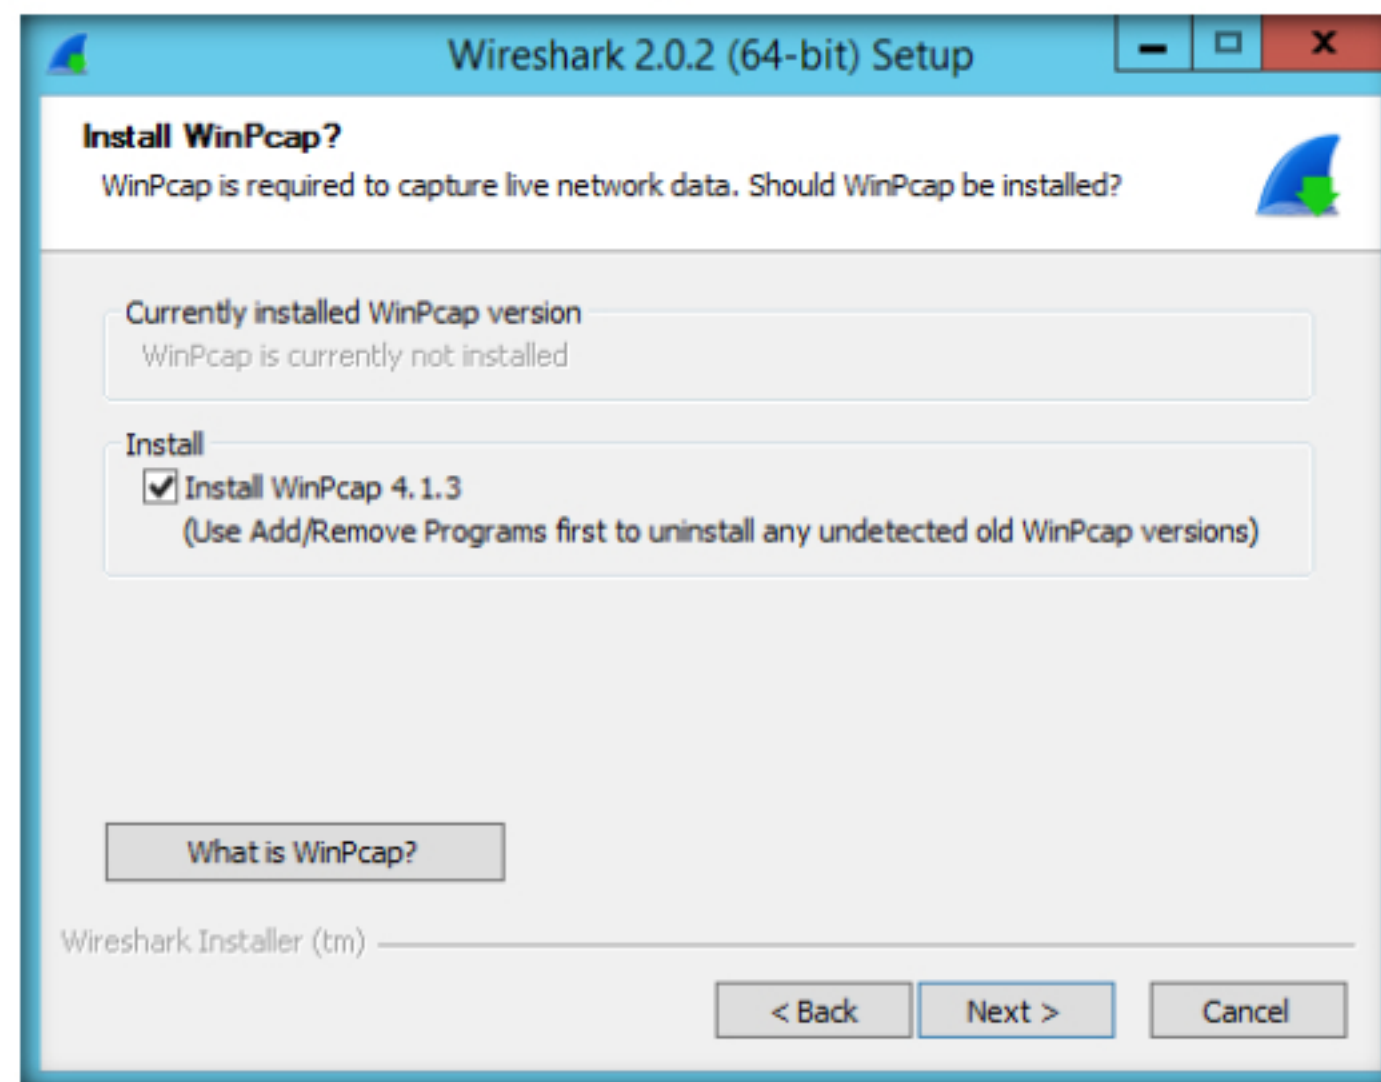 Wireshark 2.0.2 (64-bit) Setup
Install WinPcap?
WinPcap is required to capture live network data. Should WinPcap be installed?
Currently installed WinPcap version
WinPcap is currently not installed
Install
Install WinPcap 4.1.3
(Use Add/Remove Programs first to uninstall any undetected old WinPcap versions)
What is WinPcap?
Wireshark Installer (tm)
< Back Next > Cancel